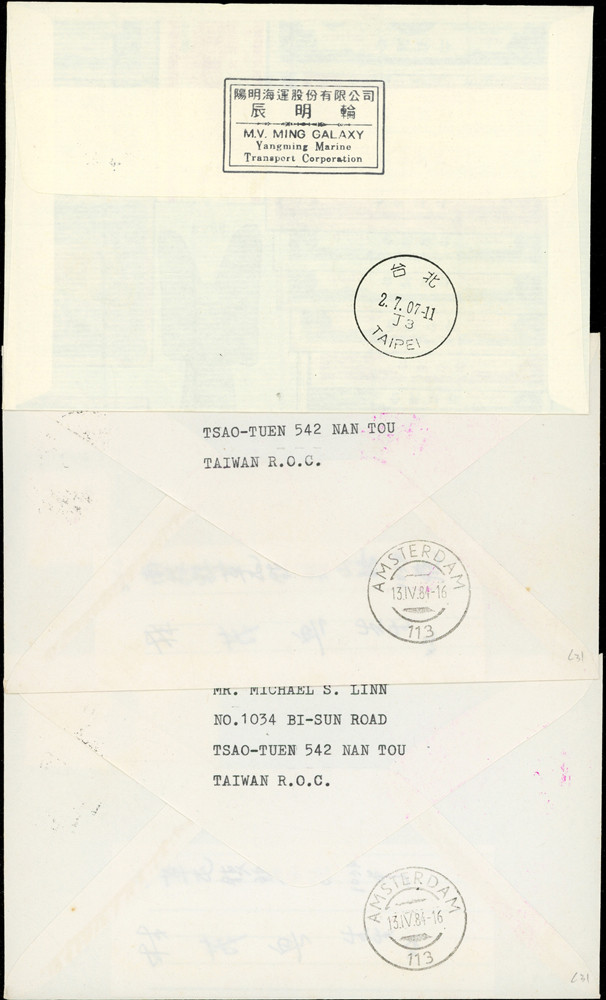 陽明海運股份有限公司
辰 明 輪
M.V. MING GALAXY
Yangming Marine
Transport Corporation
台 北
2.7.07-11
J3
TAIPEI
TSAO-TUEN 542 NAN TOU
TAIWAN R.O.C.
AMSTERDAM
13.IV.84-16
113
MR. MICHAEL S. LINN
NO.1034 BI-SUN ROAD
TSAO-TUEN 542 NAN TOU
TAIWAN R.O.C.
AMSTERDAM
13.IV.84-16
113